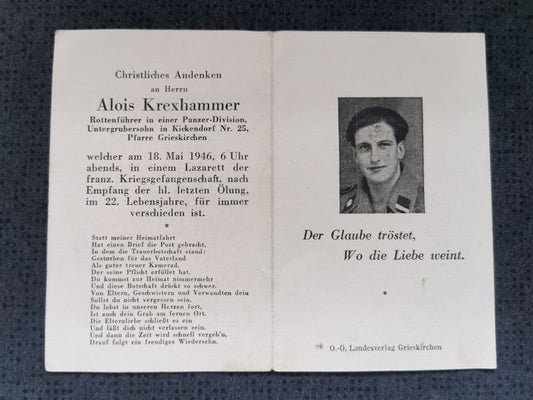 Christliches Andenken
an Herrn
Alois Krexhammer
Rottenführer in einer Panzer-Division,
Untergrubersohn in Kickendorf Nr. 25,
Pfarre Grieskirchen
welcher am 18. Mai 1946, 6 Uhr
abends, in einem Lazarett der
franz. Kriegsgefangenschaft, nach
Empfang der hl. letzten Ölung,
im 22. Lebensjahre, für immer
verschieden ist.
*
Statt meiner Heimatfahrt
Hat einen Brief die Post gebracht,
In dem die Trauerbotschaft stand:
Gestorben für das Vaterland
Als guter treuer Kamerad,
Der seine Pflicht erfüllet hat.
Du kommst zur Heimat nimmermehr
Und diese Botschaft drückt so schwer.
Von Eltern, Geschwistern und Verwandten dein
Sollst du nicht vergessen sein.
Du lebst in unseren Herzen fort,
Ist auch dein Grab am fernen Ort,
Die Elternliebe schließt es ein
Und läßt dich nicht verlassen sein.
Und dann die Zeit wird schnell vergeh'n,
Drauf folgt ein freudiges Wiedersehn.
Der Glaube tröstet,
Wo die Liebe weint.
*
O.-Ö, Landesverlag Grieskirchen